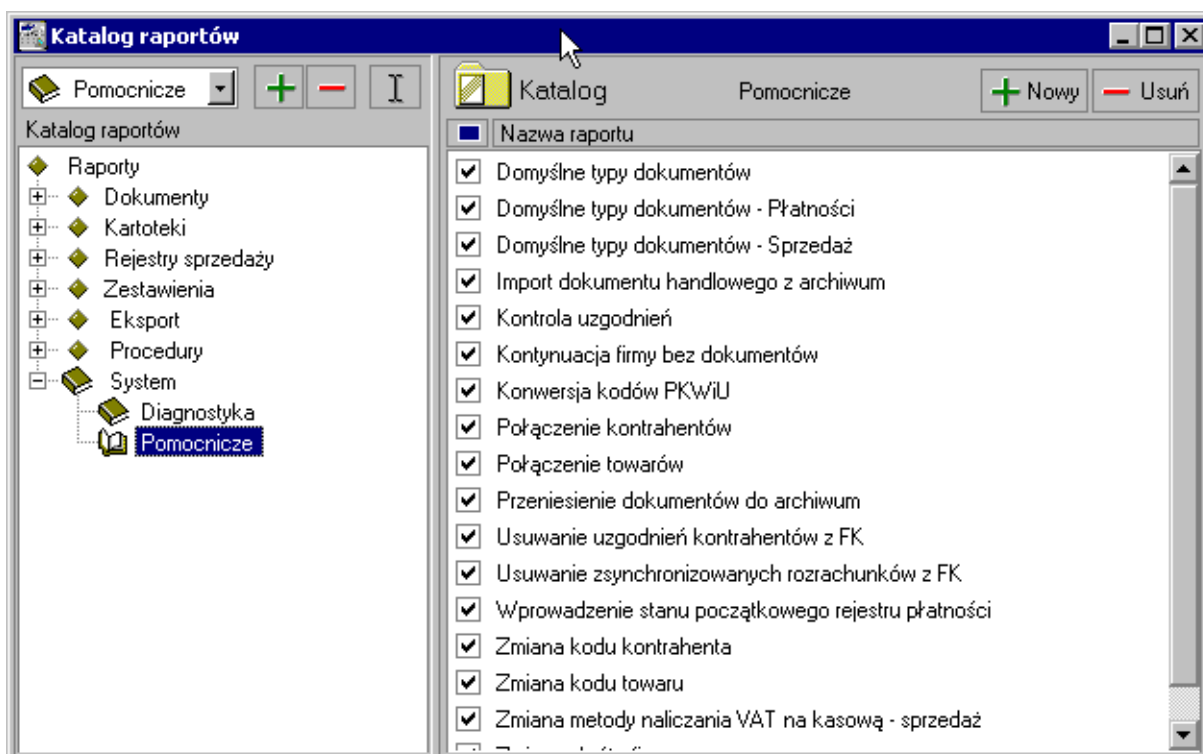 Katalog raportów
Pomocnicze
Katalog raportów
Raporty
Dokumenty
Kartoteki
Rejestry sprzedaży
Zestawienia
Eksport
Procedury
System
Diagnostyka
Pomocnicze
Katalog Pomocnicze Nowy Usuń
Nazwa raportu
Domyślne typy dokumentów
Domyślne typy dokumentów - Płatności
Domyślne typy dokumentów - Sprzedaż
Import dokumentu handlowego z archiwum
Kontrola uzgodnień
Kontynuacja firmy bez dokumentów
Konwersja kodów PKWiU
Połączenie kontrahentów
Połączenie towarów
Przeniesienie dokumentów do archiwum
Usuwanie uzgodnień kontrahentów z FK
Usuwanie zsynchronizowanych rozrachunków z FK
Wprowadzenie stanu początkowego rejestru płatności
Zmiana kodu kontrahenta
Zmiana kodu towaru
Zmiana metody naliczania VAT na kasową - sprzedaż